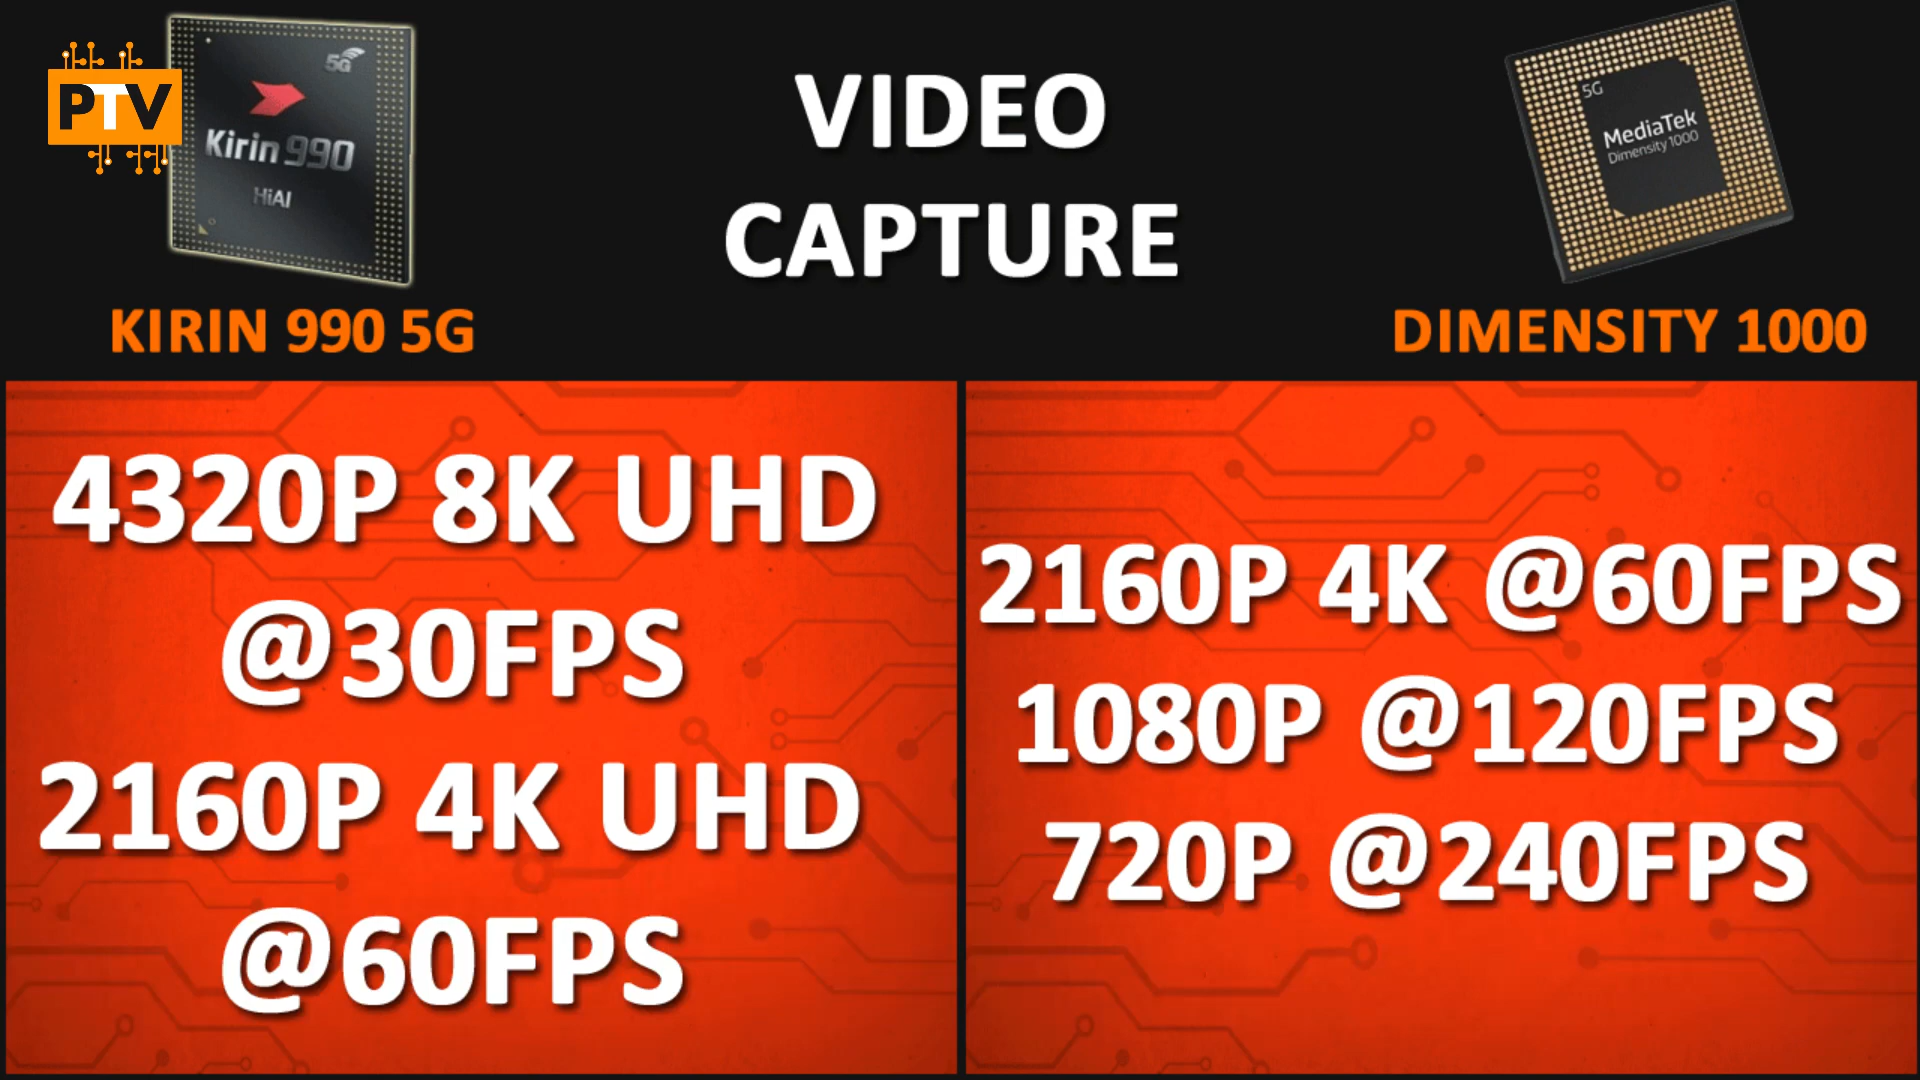 PTV
5G
Kirin 990
HiAI
VIDEO
CAPTURE
5G
MediaTek
Dimensity 1000
KIRIN 990 5G
DIMENSITY 1000
4320P 8K UHD
@30FPS
2160P 4K UHD
@60FPS
2160P 4K @60FPS
1080P @120FPS
720P @240FPS